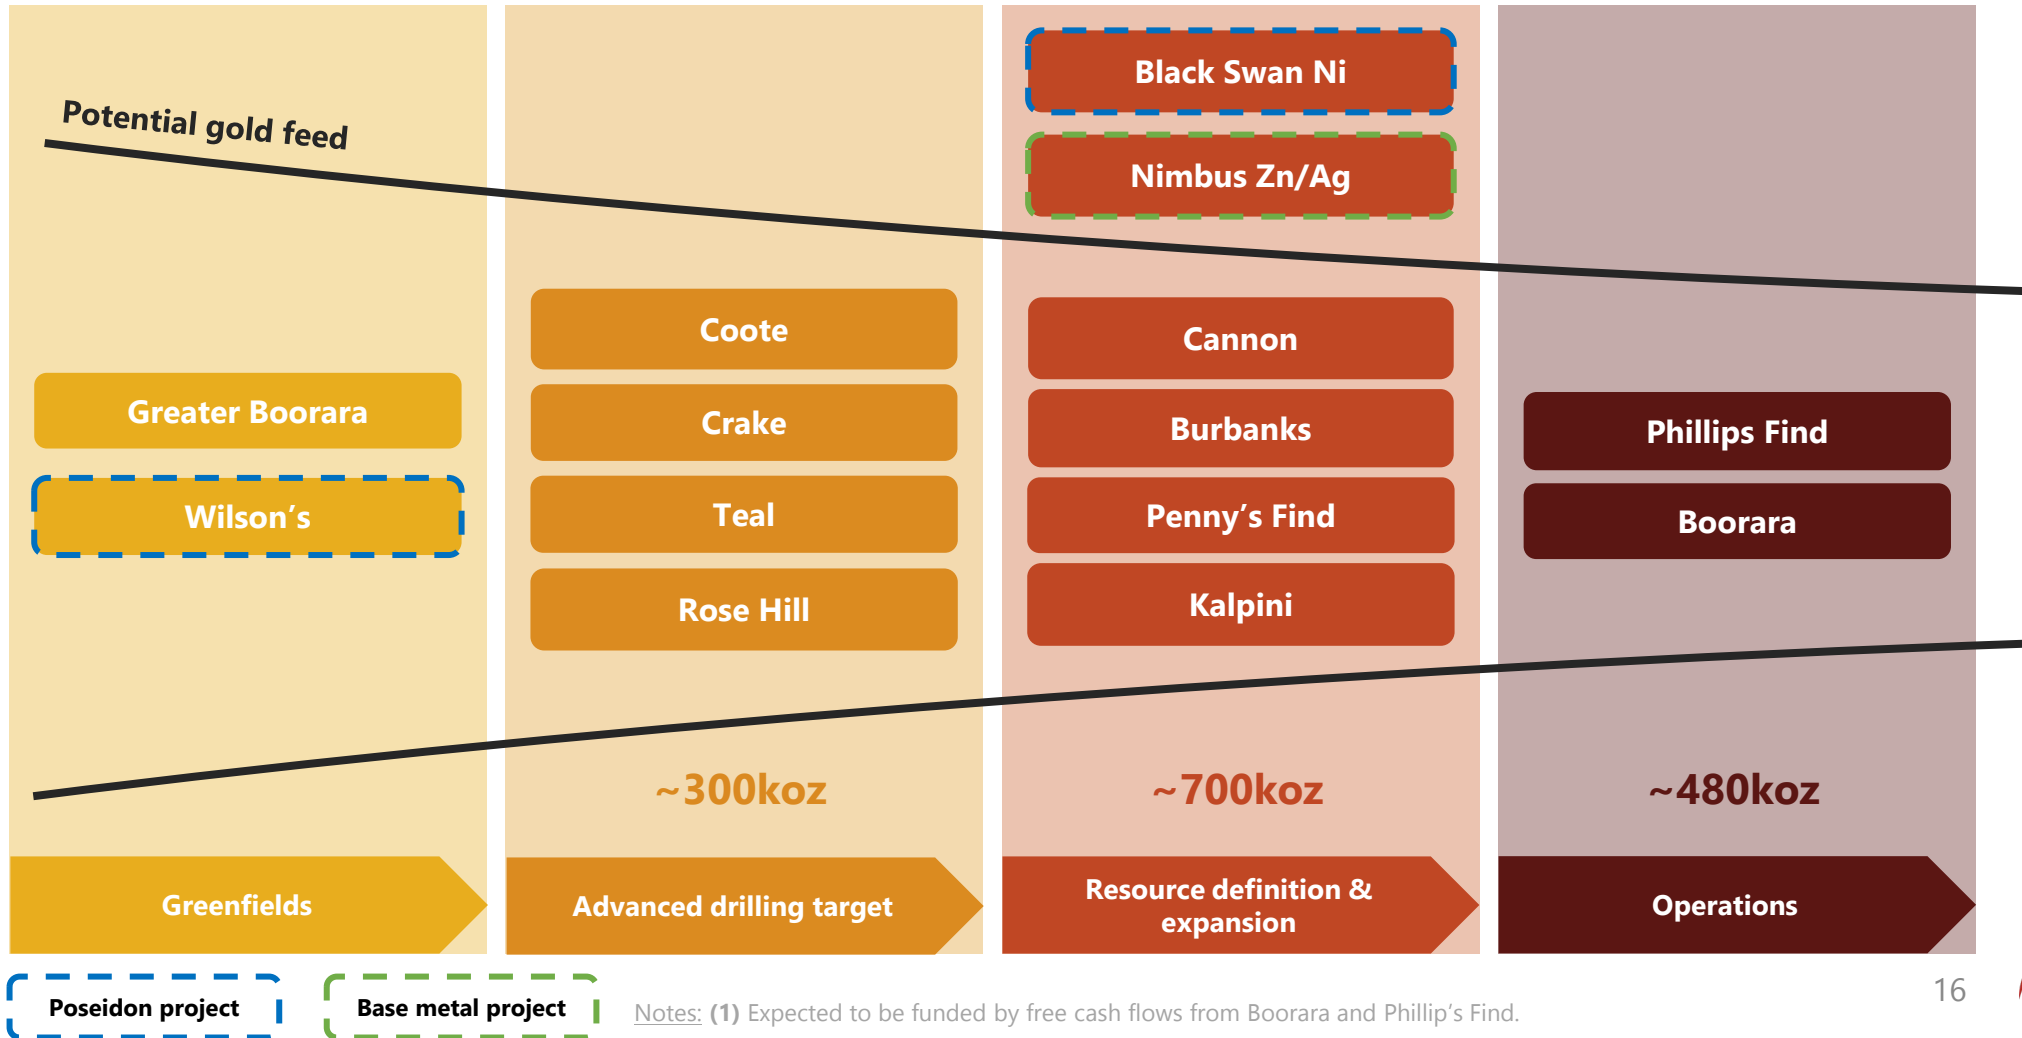 Potential gold feed
Greater Boorara
Wilson’s
Greenfields
Coote
Crake
Teal
Rose Hill
~300koz
Advanced drilling target
Black Swan Ni
Nimbus Zn/Ag
Cannon
Burbanks
Penny’s Find
Kalpini
~700koz
Resource definition &
expansion
Phillips Find
Boorara
~480koz
Operations
Poseidon project
Base metal project
Notes: (1) Expected to be funded by free cash flows from Boorara and Phillip’s Find.
16